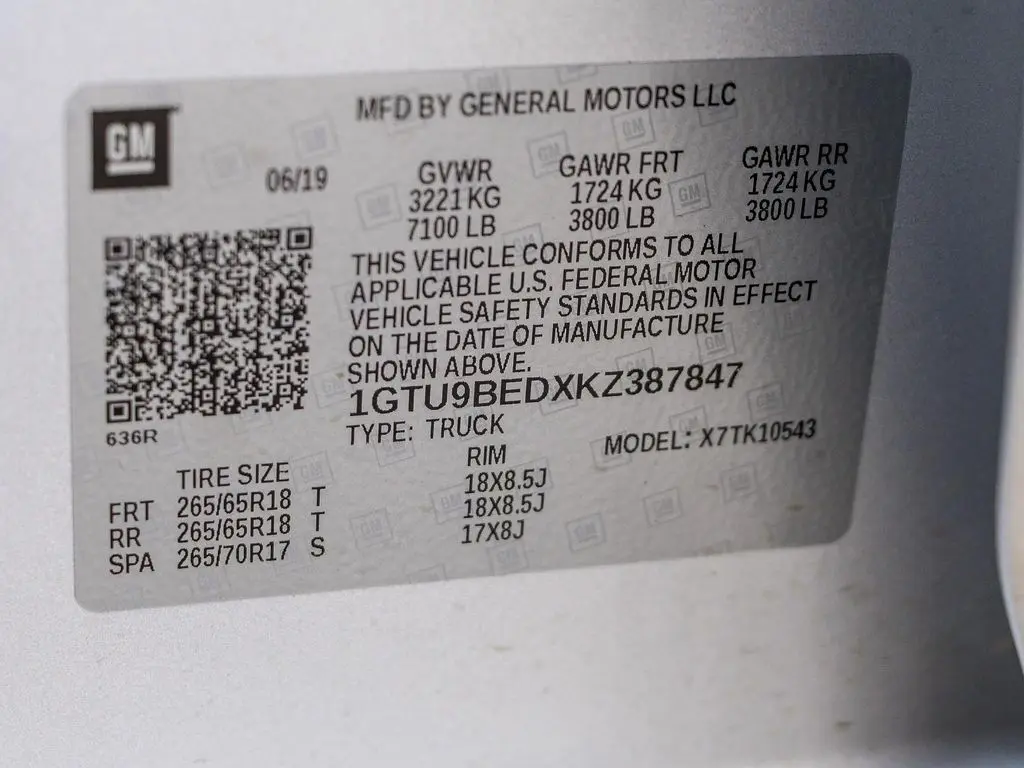 GM
MFD BY GENERAL MOTORS LLC
06/19
GVWR GAWR FRT GAWR RR
3221 KG 1724 KG 1724 KG
7100 LB 3800 LB 3800 LB
THIS VEHICLE CONFORMS TO ALL
APPLICABLE U.S. FEDERAL MOTOR
VEHICLE SAFETY STANDARDS IN EFFECT
ON THE DATE OF MANUFACTURE
SHOWN ABOVE.
1GTU9BEDXKZ387847
636R
TYPE: TRUCK MODEL: X7TK10543
TIRE SIZE RIM
FRT 265/65R18 T 18X8.5J
RR 265/65R18 T 18X8.5J
SPA 265/70R17 S 17X8J